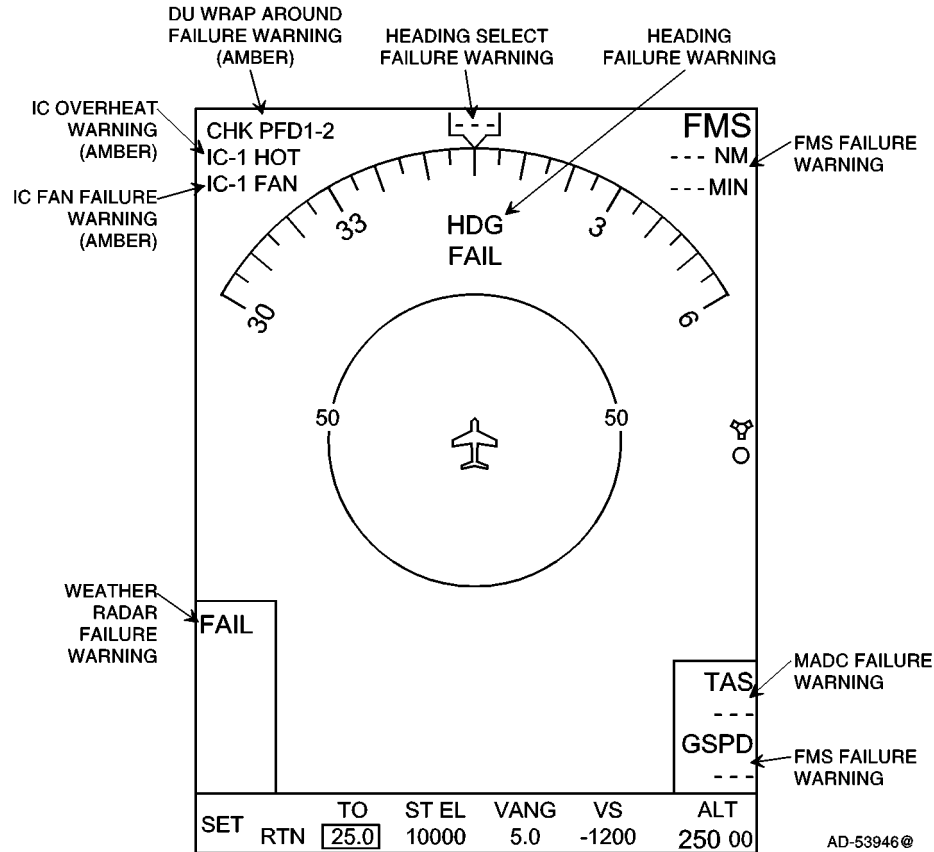 DU WRAP AROUND
FAILURE WARNING
(AMBER)
HEADING SELECT
FAILURE WARNING
HEADING
FAILURE WARNING
IC OVERHEAT
WARNING
(AMBER)
IC FAN FAILURE
WARNING
(AMBER)
CHK PFD1-2
IC-1 HOT
IC-1 FAN
- - -
FMS
- - - NM
- - - MIN
FMS FAILURE
WARNING
HDG
FAIL
30
33
3
6
50
50
WEATHER
RADAR
FAILURE
WARNING
FAIL
TAS
- - -
GSPD
- - -
MADC FAILURE
WARNING
FMS FAILURE
WARNING
SET
TO ST EL VANG VS ALT
RTN 25.0 10000 5.0 -1200 250 00
AD-53946@